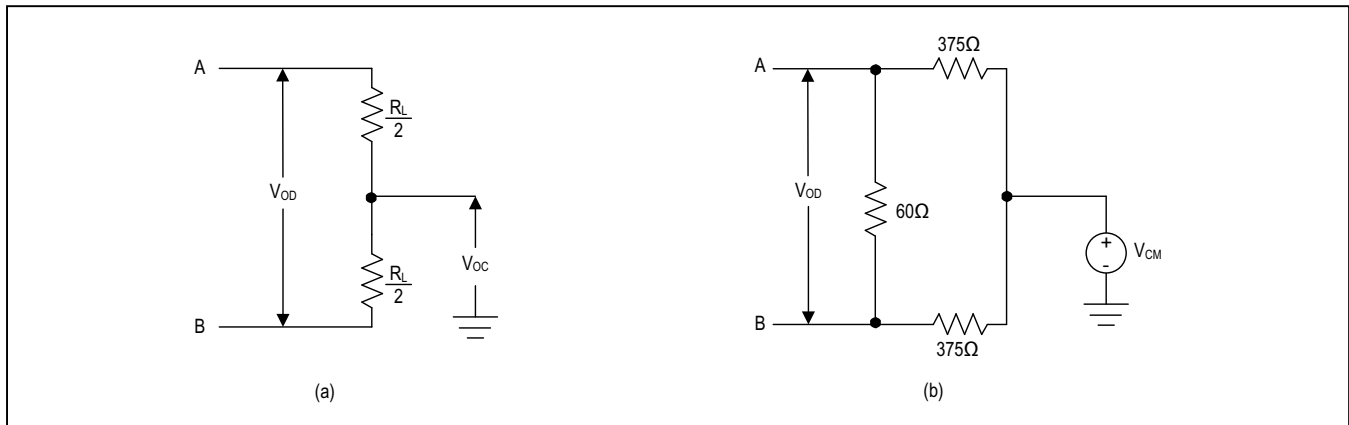 A
R_L
2
V_OD
R_L
2
V_OC
B
(a)
375Ω
A
V_OD
60Ω
+
-
V_CM
B
375Ω
(b)